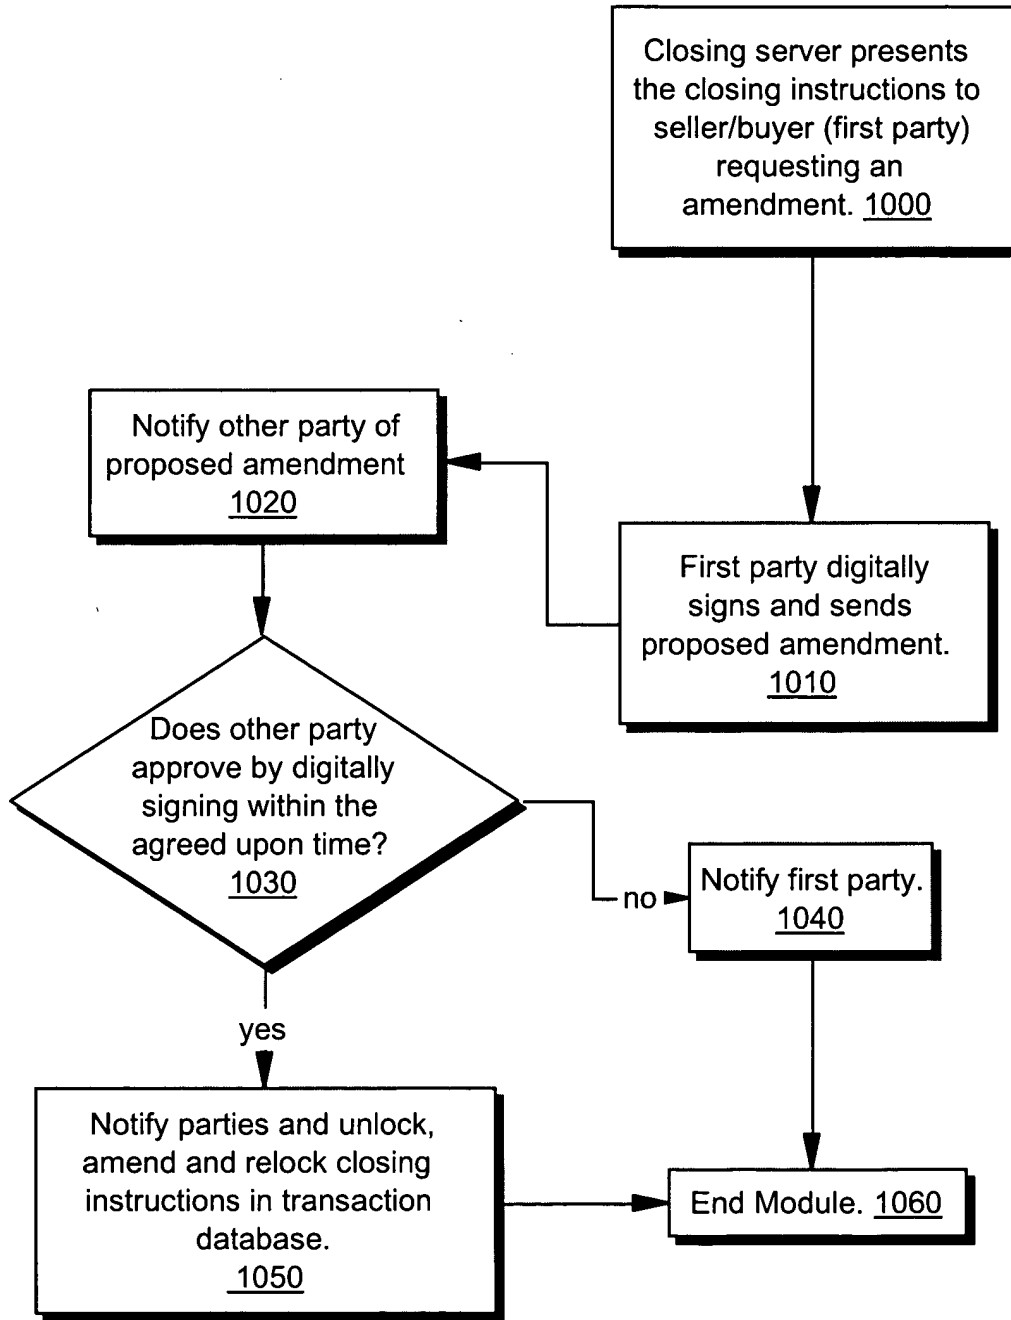 Closing server presents
the closing instructions to
seller/buyer (first party)
requesting an
amendment. 1000
Notify other party of
proposed amendment
1020
First party digitally
signs and sends
proposed amendment.
1010
Does other party
approve by digitally
signing within the
agreed upon time?
1030
no
Notify first party.
1040
yes
Notify parties and unlock,
amend and relock closing
instructions in transaction
database.
1050
End Module. 1060